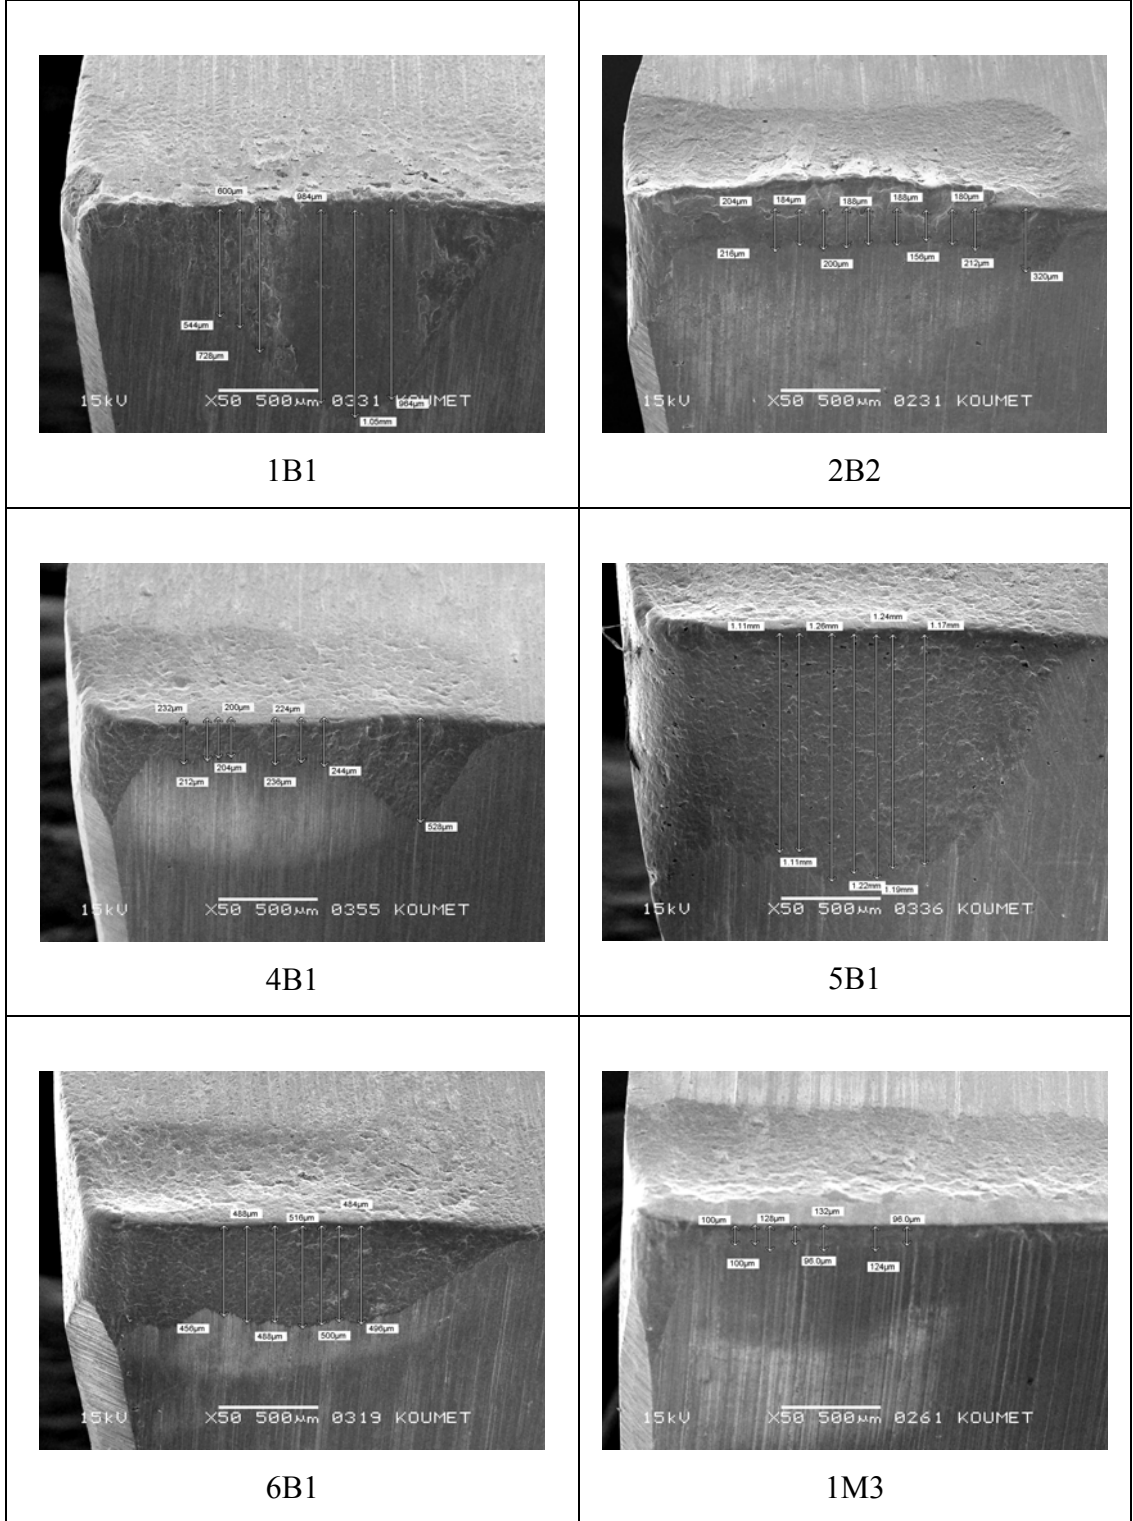 600µm 984µm
544µm
728µm
15kV X50 500µm 0331 KOUMET
984µm
1.05mm
1B1
204µm 184µm 188µm 188µm 180µm
216µm 200µm 156µm 212µm 320µm
15kV X50 500µm 0231 KOUMET
2B2
232µm 200µm 224µm
212µm 204µm 236µm 244µm
528µm
15kV X50 500µm 0355 KOUMET
4B1
1.11mm 1.26mm 1.24mm 1.17mm
1.11mm 1.22mm 1.19mm
15kV X50 500µm 0336 KOUMET
5B1
488µm 516µm 484µm
456µm 488µm 500µm 496µm
15kV X50 500µm 0319 KOUMET
6B1
100µm 128µm 132µm 96.0µm
100µm 96.0µm 124µm
15kV X50 500µm 0261 KOUMET
1M3